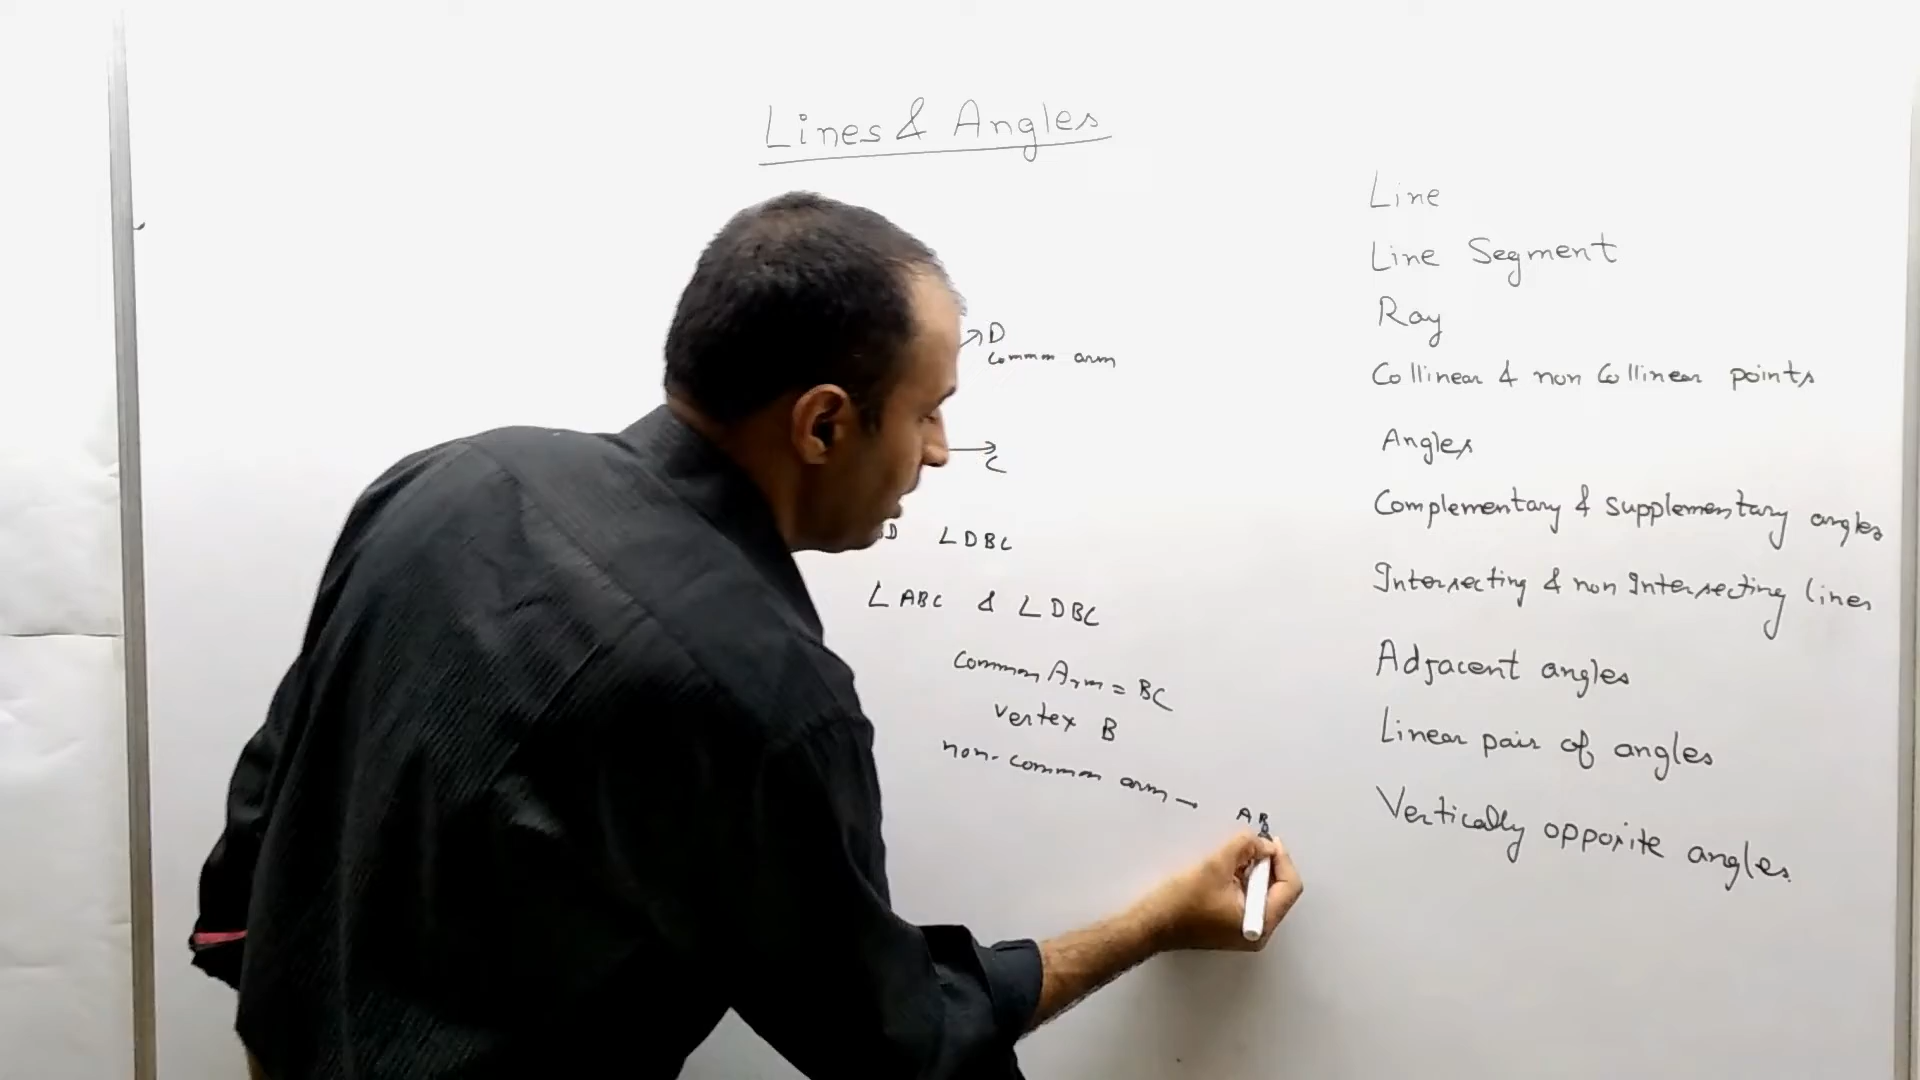 Lines & Angles
D
Common arm
C
D ∠DBC
∠ABC & ∠DBC
Common Arm = BC
Vertex B
non-common arm → AB
Line
Line Segment
Ray
Collinear & non Collinear points
Angles
Complementary & supplementary angles
Intersecting & non Intersecting lines
Adjacent angles
Linear pair of angles
Vertically opposite angles